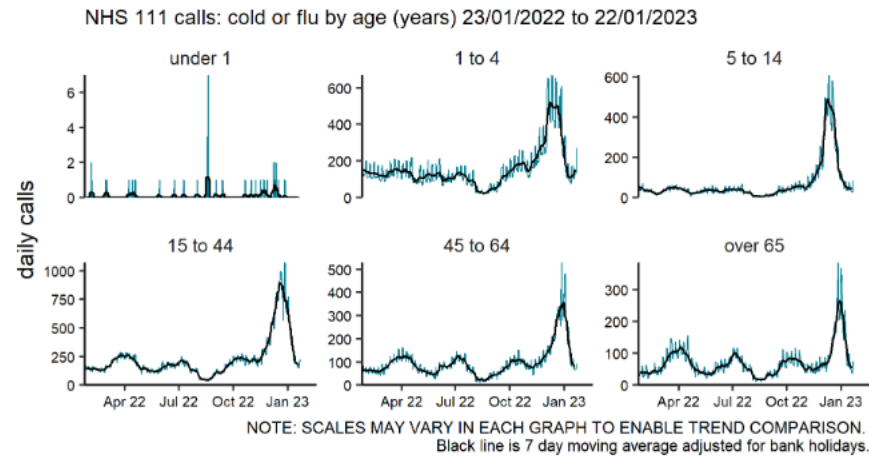 NHS 111 calls: cold or flu by age (years) 23/01/2022 to 22/01/2023
under 1
1 to 4
5 to 14
6
4
2
0
600
400
200
0
600
400
200
0
daily calls
15 to 44
45 to 64
over 65
1000
750
500
250
0
500
400
300
200
100
0
300
200
100
0
Apr 22 Jul 22 Oct 22 Jan 23
Apr 22 Jul 22 Oct 22 Jan 23
Apr 22 Jul 22 Oct 22 Jan 23
NOTE: SCALES MAY VARY IN EACH GRAPH TO ENABLE TREND COMPARISON.
Black line is 7 day moving average adjusted for bank holidays.